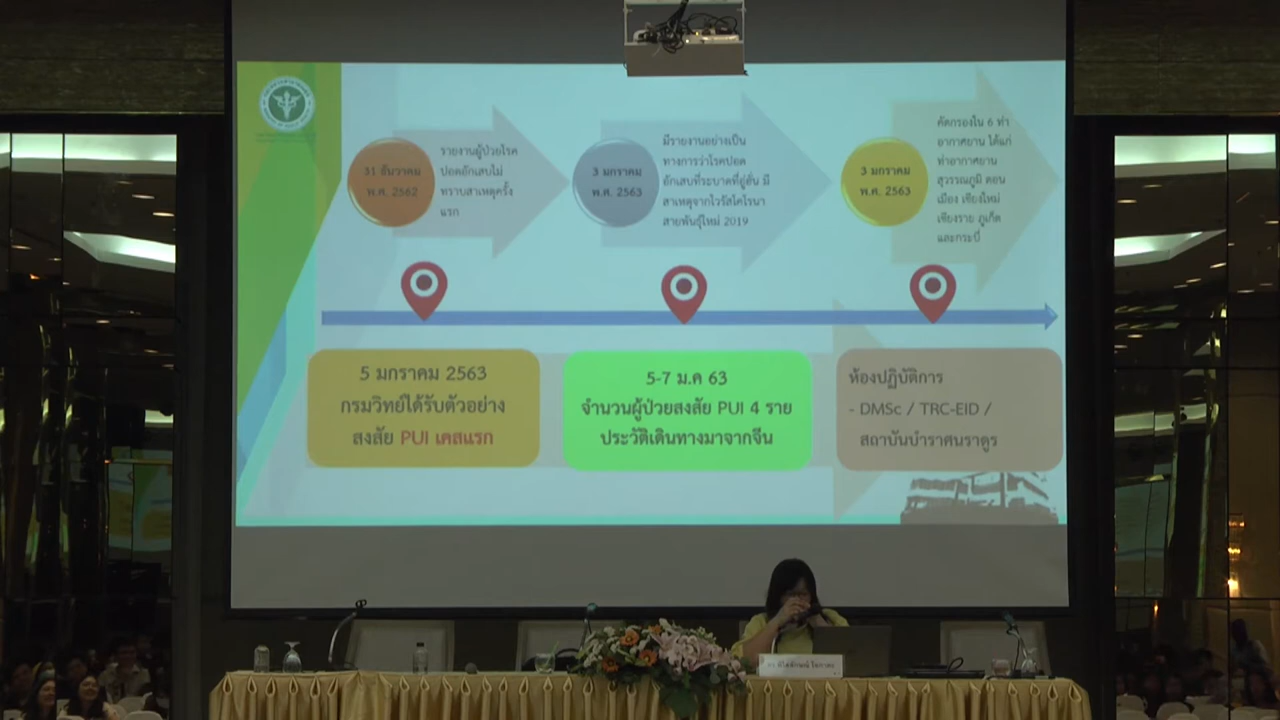 31 ธันวาคม
พ.ศ. 2562
รายงานผู้ป่วยโรค
ปอดอักเสบไม่
ทราบสาเหตุครั้ง
แรก
3 มกราคม
พ.ศ. 2563
มีรายงานอย่างเป็น
ทางการว่าโรคปอด
อักเสบที่ระบาดที่อู่ฮั่น มี
สาเหตุจากไวรัสโคโรนา
สายพันธุ์ใหม่ 2019
3 มกราคม
พ.ศ. 2563
คัดกรองใน 6 ท่า
อากาศยาน ได้แก่
ท่าอากาศยาน
สุวรรณภูมิ ดอน
เมือง เชียงใหม่
เชียงราย ภูเก็ต
และกระบี่
5 มกราคม 2563
กรมวิทย์ได้รับตัวอย่าง
สงสัย PUI เคสแรก
5-7 ม.ค 63
จำนวนผู้ป่วยสงสัย PUI 4 ราย
ประวัติเดินทางมาจากจีน
ห้องปฏิบัติการ
- DMSc / TRC-EID /
สถาบันบำราศนราดูร